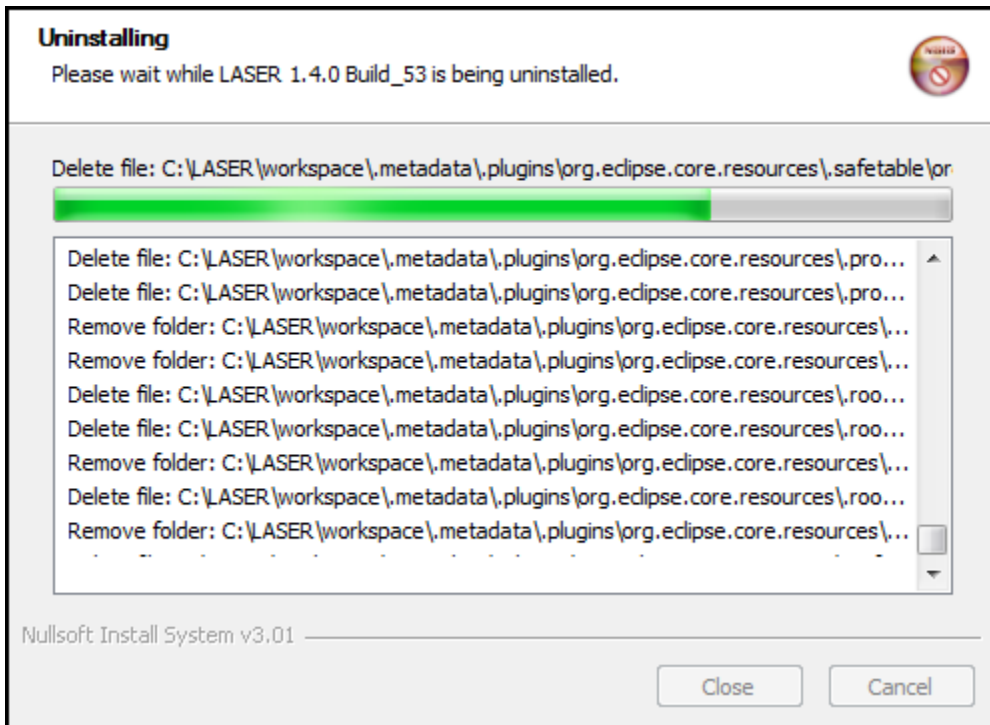 Uninstalling
Please wait while LASER 1.4.0 Build_53 is being uninstalled.
NSIS
Delete file: C:\LASER\workspace\.metadata\.plugins\org.eclipse.core.resources\.safetable\or
Delete file: C:\LASER\workspace\.metadata\.plugins\org.eclipse.core.resources\.pro...
Delete file: C:\LASER\workspace\.metadata\.plugins\org.eclipse.core.resources\.pro...
Remove folder: C:\LASER\workspace\.metadata\.plugins\org.eclipse.core.resources\...
Remove folder: C:\LASER\workspace\.metadata\.plugins\org.eclipse.core.resources\...
Delete file: C:\LASER\workspace\.metadata\.plugins\org.eclipse.core.resources\.roo...
Delete file: C:\LASER\workspace\.metadata\.plugins\org.eclipse.core.resources\.roo...
Remove folder: C:\LASER\workspace\.metadata\.plugins\org.eclipse.core.resources\...
Delete file: C:\LASER\workspace\.metadata\.plugins\org.eclipse.core.resources\.roo...
Remove folder: C:\LASER\workspace\.metadata\.plugins\org.eclipse.core.resources\...
Nullsoft Install System v3.01
Close
Cancel